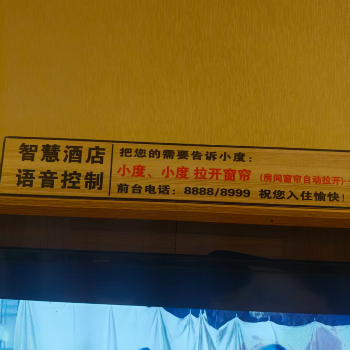 智慧酒店
语音控制
把您的需要告诉小度：
小度、小度 拉开窗帘 (房间窗帘自动拉开)
前台电话：8888/8999 祝您入住愉快！